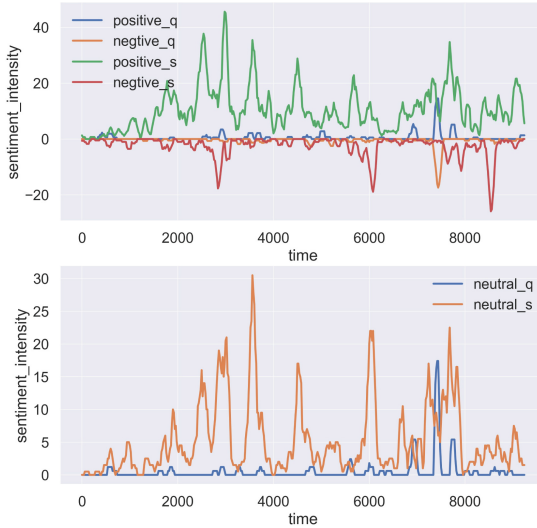 positive_q
negtive_q
positive_s
negtive_s
sentiment_intensity
40
20
0
−20
0
2000
4000
6000
8000
time
neutral_q
neutral_s
sentiment_intensity
30
25
20
15
10
5
0
0
2000
4000
6000
8000
time